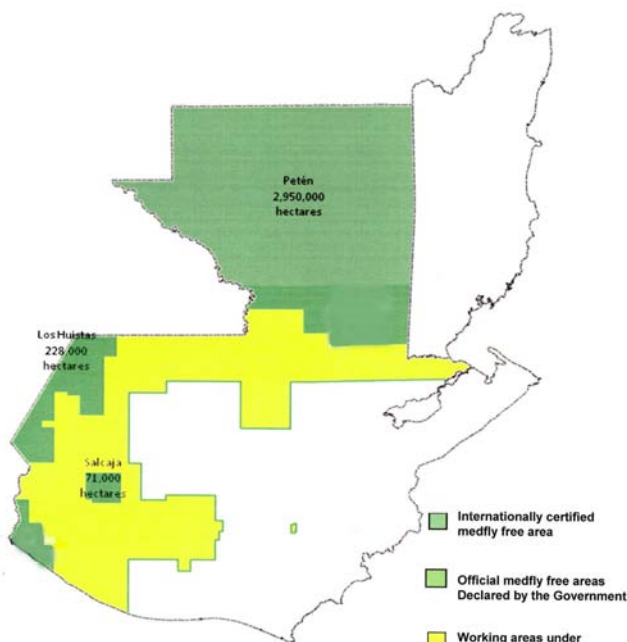 Petén
2,950,000
hectares
Los Huistas
228,000
hectares
Salcaja
71,000
hectares
Internationally certified
medfly free area
Official medfly free areas
Declared by the Government
Working areas under